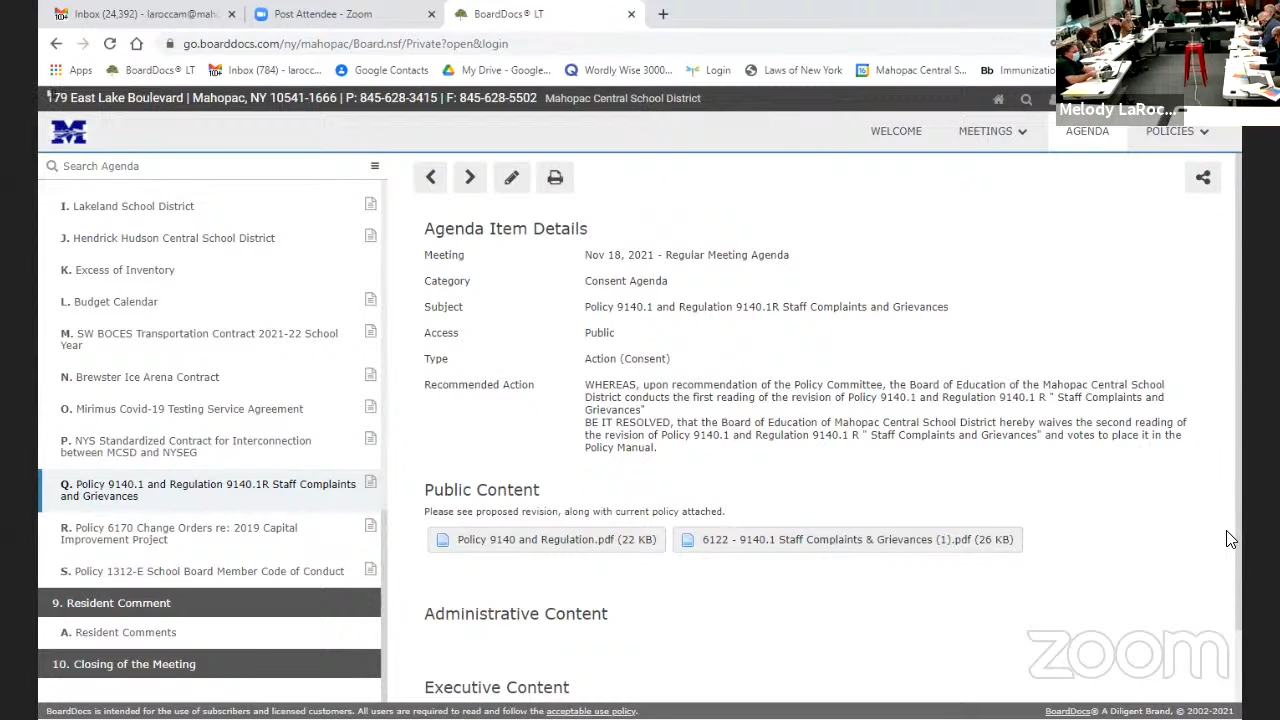 Inbox (24,392) - laroccam@mah
Post Attendee - Zoom
BoardDocs® LT
go.boarddocs.com/ny/mahopac/Board.nsf/Private?open&login
Apps
BoardDocs® LT
Inbox (784) - larocc...
Google Contacts
My Drive - Google...
Wordly Wise 3000...
Login
Laws of New York
Mahopac Central S...
Immunizatio
Melody LaRoc...
179 East Lake Boulevard | Mahopac, NY 10541-1666 | P: 845-628-3415 | F: 845-628-5502 Mahopac Central School District
M
WELCOME
MEETINGS
AGENDA
POLICIES
Search Agenda
I. Lakeland School District
J. Hendrick Hudson Central School District
K. Excess of Inventory
L. Budget Calendar
M. SW BOCES Transportation Contract 2021-22 School
Year
N. Brewster Ice Arena Contract
O. Mirimus Covid-19 Testing Service Agreement
P. NYS Standardized Contract for Interconnection
between MCSD and NYSEG
Q. Policy 9140.1 and Regulation 9140.1R Staff Complaints
and Grievances
R. Policy 6170 Change Orders re: 2019 Capital
Improvement Project
S. Policy 1312-E School Board Member Code of Conduct
9. Resident Comment
A. Resident Comments
10. Closing of the Meeting
Agenda Item Details
Meeting Nov 18, 2021 - Regular Meeting Agenda
Category Consent Agenda
Subject Policy 9140.1 and Regulation 9140.1R Staff Complaints and Grievances
Access Public
Type Action (Consent)
Recommended Action WHEREAS, upon recommendation of the Policy Committee, the Board of Education of the Mahopac Central School
District conducts the first reading of the revision of Policy 9140.1 and Regulation 9140.1 R " Staff Complaints and
Grievances"
BE IT RESOLVED, that the Board of Education of Mahopac Central School District hereby waives the second reading of
the revision of Policy 9140.1 and Regulation 9140.1 R " Staff Complaints and Grievances" and votes to place it in the
Policy Manual.
Public Content
Please see proposed revision, along with current policy attached.
Policy 9140 and Regulation.pdf (22 KB)
6122 - 9140.1 Staff Complaints & Grievances (1).pdf (26 KB)
Administrative Content
Executive Content
zoom
BoardDocs is intended for the use of subscribers and licensed customers. All users are required to read and follow the acceptable use policy.
BoardDocs® A Diligent Brand, © 2002-2021